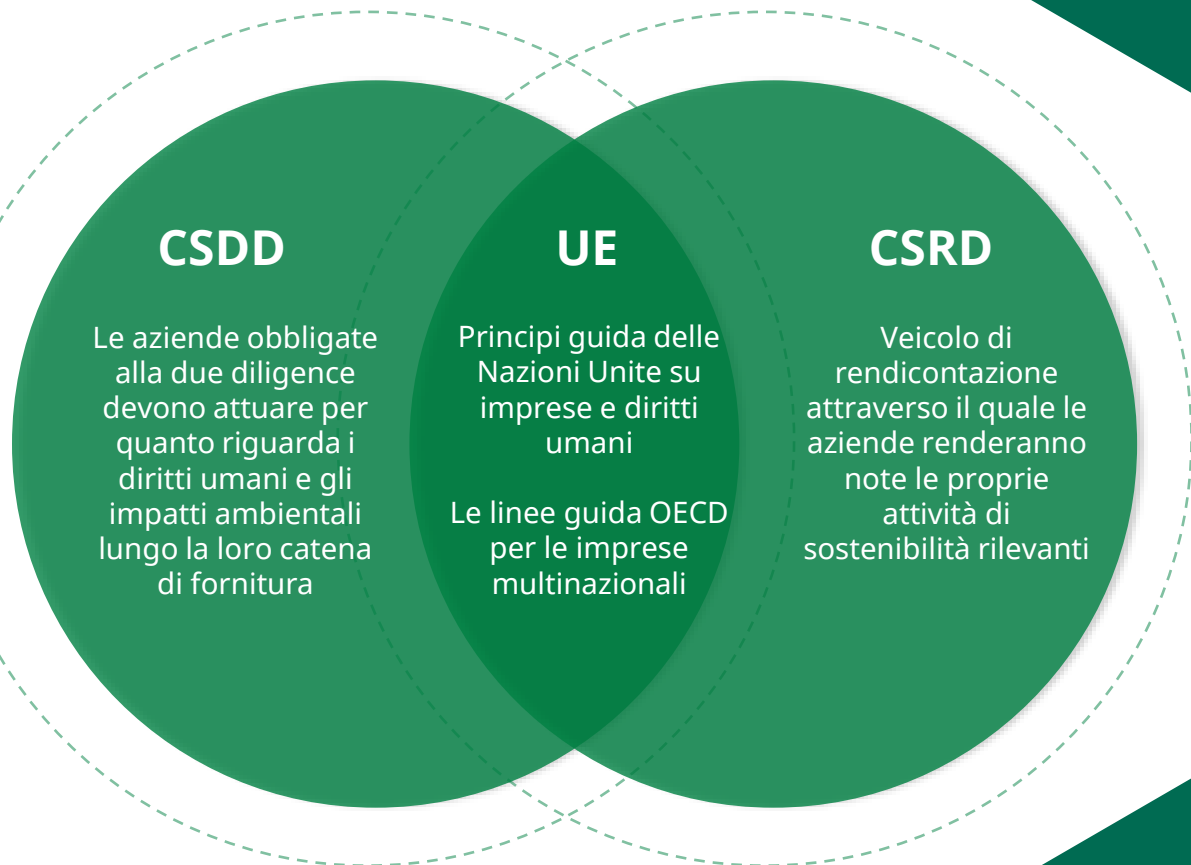 CSDD
Le aziende obbligate
alla due diligence
devono attuare per
quanto riguarda i
diritti umani e gli
impatti ambientali
lungo la loro catena
di fornitura
UE
Principi guida delle
Nazioni Unite su
imprese e diritti
umani
Le linee guida OECD
per le imprese
multinazionali
CSRD
Veicolo di
rendicontazione
attraverso il quale le
aziende renderanno
note le proprie
attività di
sostenibilità rilevanti